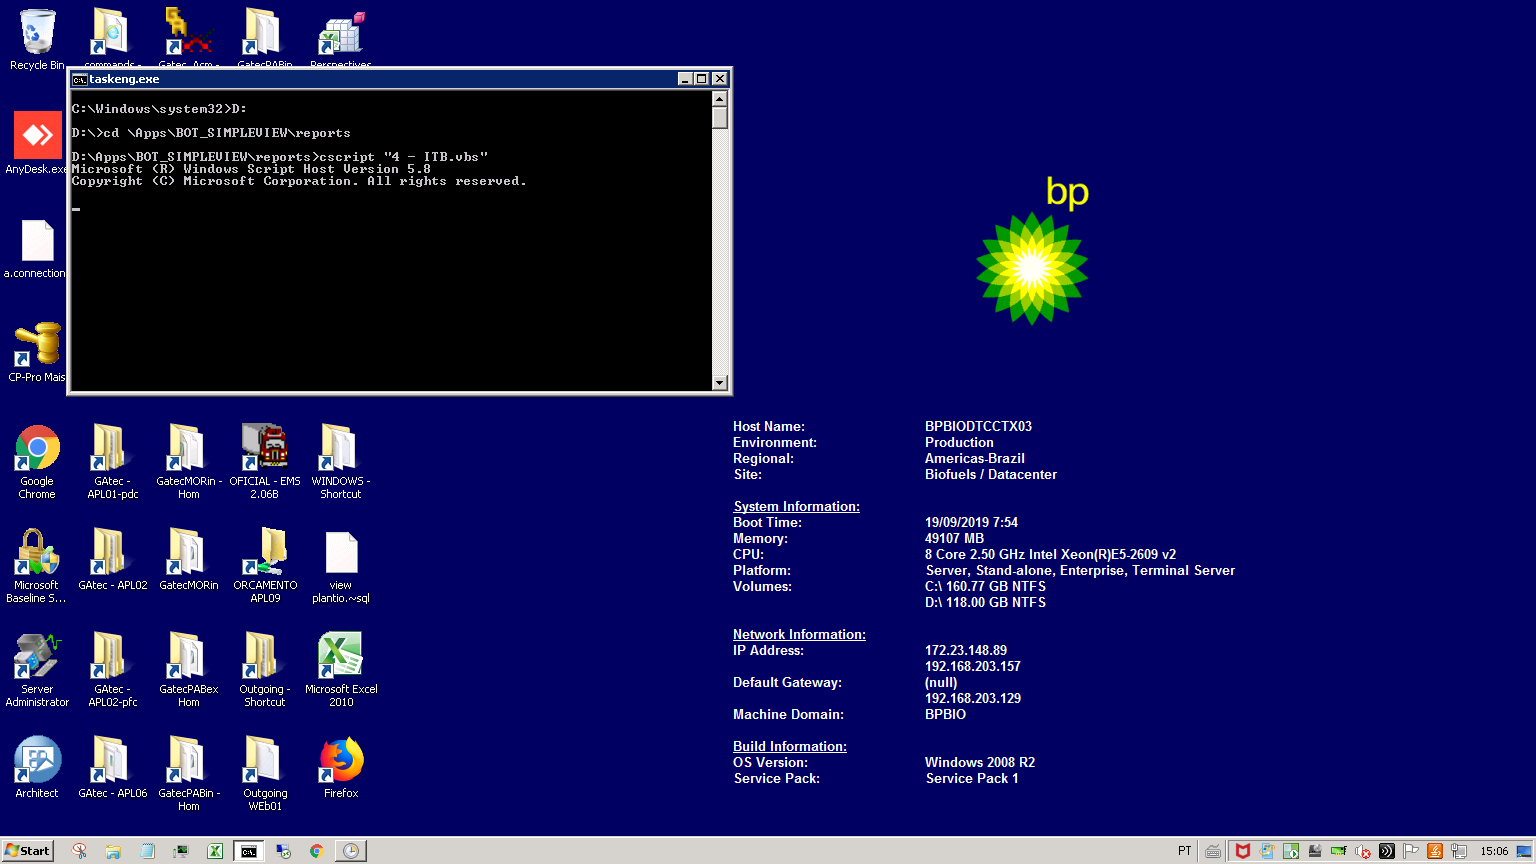 Recycle Bin
commands -
Gatec_Acm -
GatecPABin
Perspectives
taskeng.exe
C:\Windows\system32>D:
D:\>cd \Apps\BOT_SIMPLEVIEW\reports
D:\Apps\BOT_SIMPLEVIEW\reports>cscript "4 - ITB.vbs"
Microsoft (R) Windows Script Host Version 5.8
Copyright (C) Microsoft Corporation. All rights reserved.
AnyDesk.exe
a.connection
CP-Pro Mais
bp
Google
Chrome
GAtec -
APL01-pdc
GatecMORin -
Hom
OFICIAL - EMS
2.06B
WINDOWS -
Shortcut
Microsoft
Baseline S...
GAtec - APL02
GatecMORin
ORCAMENTO
APL09
view
plantio.~sql
Server
Administrator
GAtec -
APL02-pfc
GatecPABex
Hom
Outgoing -
Shortcut
Microsoft Excel
2010
Architect
GAtec - APL06
GatecPABin -
Hom
Outgoing
WEb01
Firefox
Host Name: BPBIODTCCTX03
Environment: Production
Regional: Americas-Brazil
Site: Biofuels / Datacenter
System Information:
Boot Time: 19/09/2019 7:54
Memory: 49107 MB
CPU: 8 Core 2.50 GHz Intel Xeon(R)E5-2609 v2
Platform: Server, Stand-alone, Enterprise, Terminal Server
Volumes: C:\ 160.77 GB NTFS
D:\ 118.00 GB NTFS
Network Information:
IP Address: 172.23.148.89
192.168.203.157
Default Gateway: (null)
192.168.203.129
Machine Domain: BPBIO
Build Information:
OS Version: Windows 2008 R2
Service Pack: Service Pack 1
Start
PT
15:06